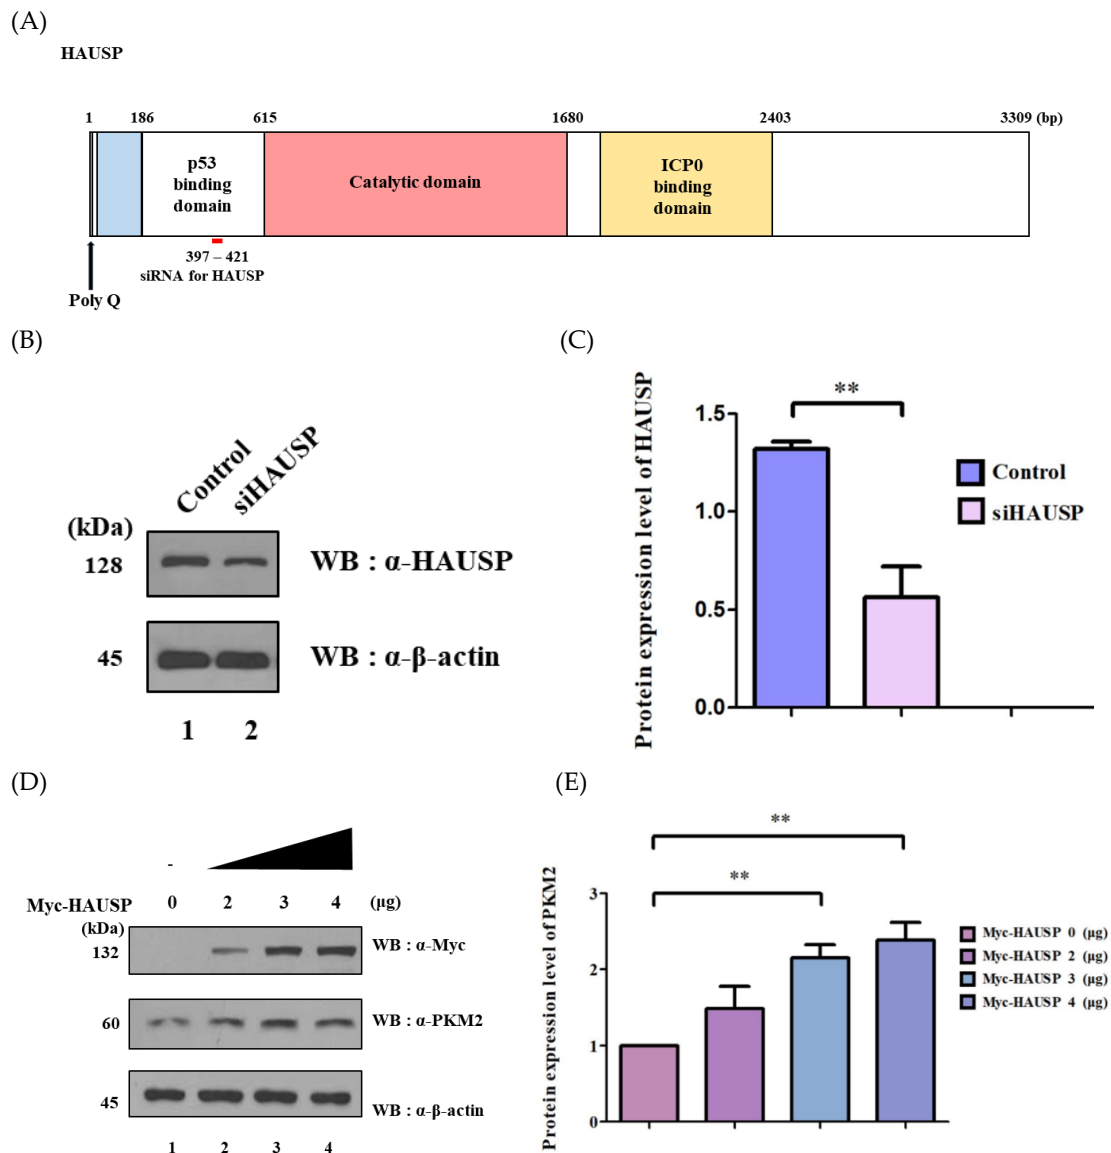 (A)
HAUSP
1 186 615 1680 2403 3309 (bp)
p53
binding
domain
Catalytic domain
ICP0
binding
domain
397 – 421
siRNA for HAUSP
Poly Q
(B)
Control
siHAUSP
(kDa)
128
WB : α-HAUSP
45
WB : α-β-actin
1 2
(C)
Protein expression level of HAUSP
**
1.5
1.0
0.5
0.0
Control
siHAUSP
(D)
-
Myc-HAUSP 0 2 3 4 (µg)
(kDa)
132
WB : α-Myc
60
WB : α-PKM2
45
WB : α-β-actin
1 2 3 4
(E)
Protein expression level of PKM2
**
**
3
2
1
0
Myc-HAUSP 0 (µg)
Myc-HAUSP 2 (µg)
Myc-HAUSP 3 (µg)
Myc-HAUSP 4 (µg)